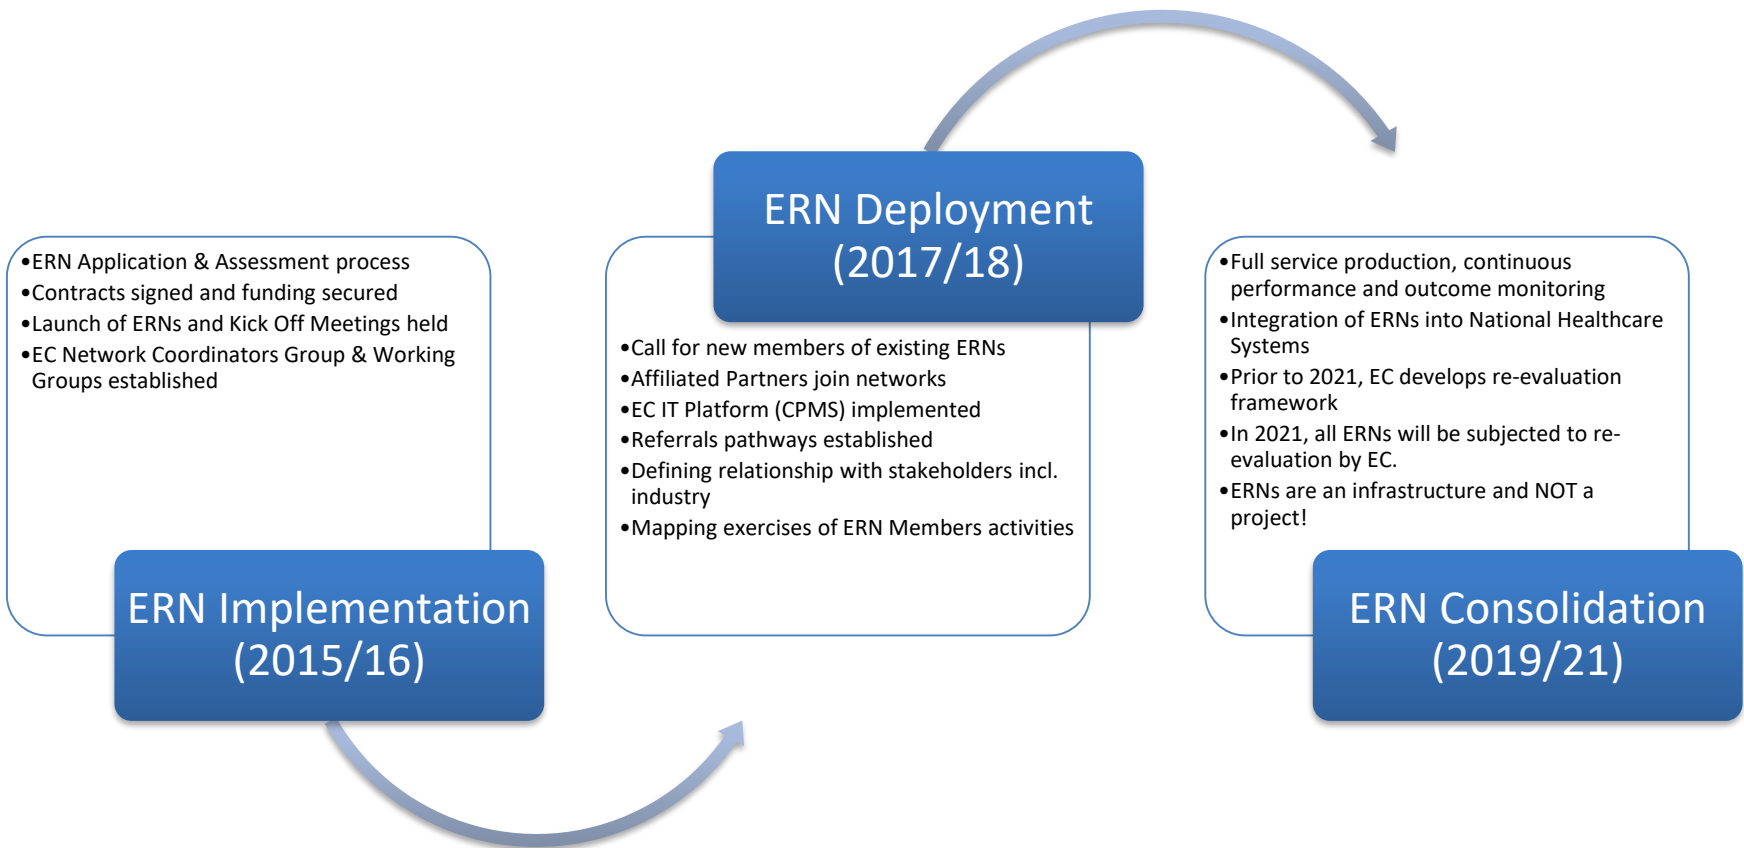 •ERN Application & Assessment process
•Contracts signed and funding secured
•Launch of ERNs and Kick Off Meetings held
•EC Network Coordinators Group & Working
Groups established
ERN Implementation
(2015/16)
ERN Deployment
(2017/18)
•Call for new members of existing ERNs
•Affiliated Partners join networks
•EC IT Platform (CPMS) implemented
•Referrals pathways established
•Defining relationship with stakeholders incl.
industry
•Mapping exercises of ERN Members activities
•Full service production, continuous
performance and outcome monitoring
•Integration of ERNs into National Healthcare
Systems
•Prior to 2021, EC develops re-evaluation
framework
•In 2021, all ERNs will be subjected to re-
evaluation by EC.
•ERNs are an infrastructure and NOT a
project!
ERN Consolidation
(2019/21)